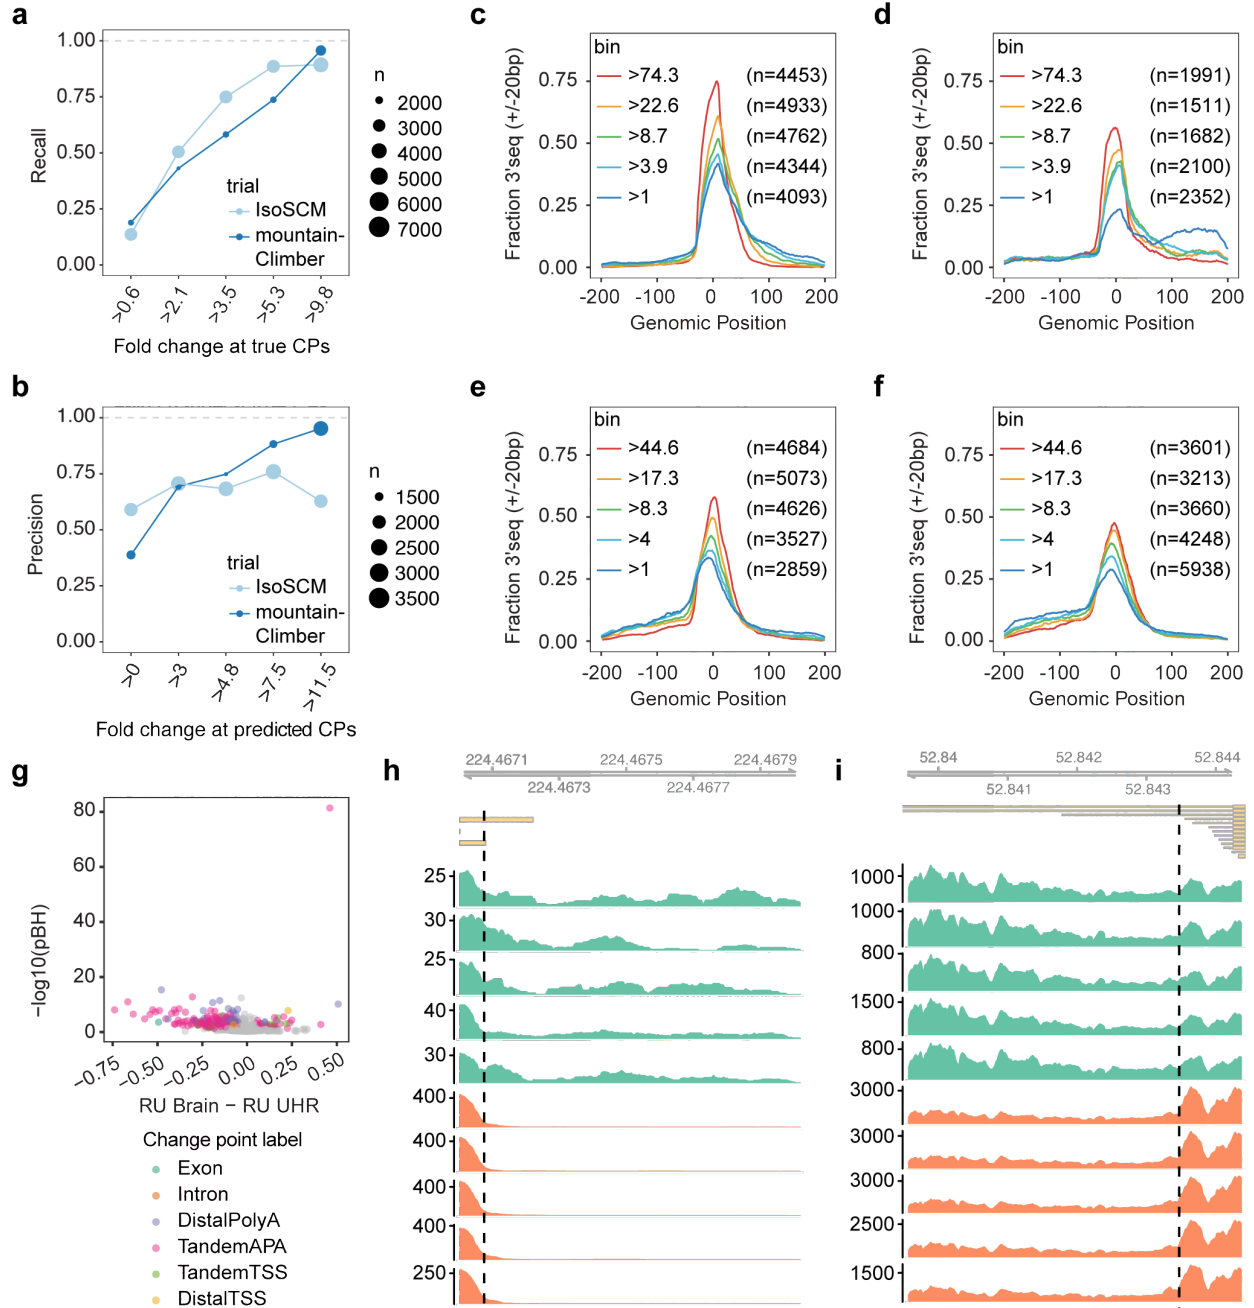 a
1.00
0.75
0.50
0.25
0.00
Recall
trial
IsoSCM
mountain-
Climber
>0.6
>2.1
>3.5
>5.3
>9.8
Fold change at true CPs
n
2000
3000
4000
5000
6000
7000
b
1.00
0.75
0.50
0.25
0.00
Precision
trial
IsoSCM
mountain-
Climber
>0
>3
>4.8
>7.5
>11.5
Fold change at predicted CPs
n
1500
2000
2500
3000
3500
c
Fraction 3'seq (+/-20bp)
0.75
0.50
0.25
0.00
bin
>74.3 (n=4453)
>22.6 (n=4933)
>8.7 (n=4762)
>3.9 (n=4344)
>1 (n=4093)
-200 -100 0 100 200
Genomic Position
d
Fraction 3'seq (+/-20bp)
0.75
0.50
0.25
0.00
bin
>74.3 (n=1991)
>22.6 (n=1511)
>8.7 (n=1682)
>3.9 (n=2100)
>1 (n=2352)
-200 -100 0 100 200
Genomic Position
e
Fraction 3'seq (+/-20bp)
0.75
0.50
0.25
0.00
bin
>44.6 (n=4684)
>17.3 (n=5073)
>8.3 (n=4626)
>4 (n=3527)
>1 (n=2859)
-200 -100 0 100 200
Genomic Position
f
Fraction 3'seq (+/-20bp)
0.75
0.50
0.25
0.00
bin
>44.6 (n=3601)
>17.3 (n=3213)
>8.3 (n=3660)
>4 (n=4248)
>1 (n=5938)
-200 -100 0 100 200
Genomic Position
g
−log10(pBH)
80
60
40
20
0
−0.75 −0.50 −0.25 0.00 0.25 0.50
RU Brain − RU UHR
Change point label
Exon
Intron
DistalPolyA
TandemAPA
TandemTSS
DistalTSS
h
224.4671 224.4675 224.4679
224.4673 224.4677
25
30
25
40
30
400
400
400
400
250
i
52.84 52.842 52.844
52.841 52.843
1000
1000
800
1500
800
3000
3000
3000
2500
1500